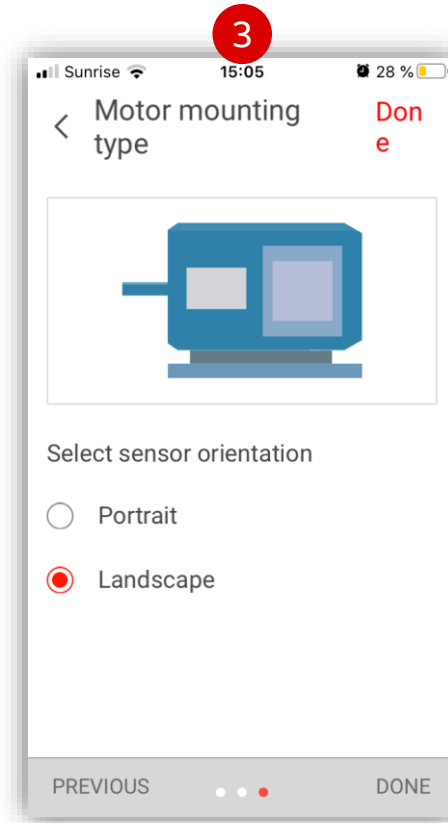 3
Sunrise 15:05 28 %
Motor mounting Don
type e
Select sensor orientation
Portrait
Landscape
PREVIOUS DONE